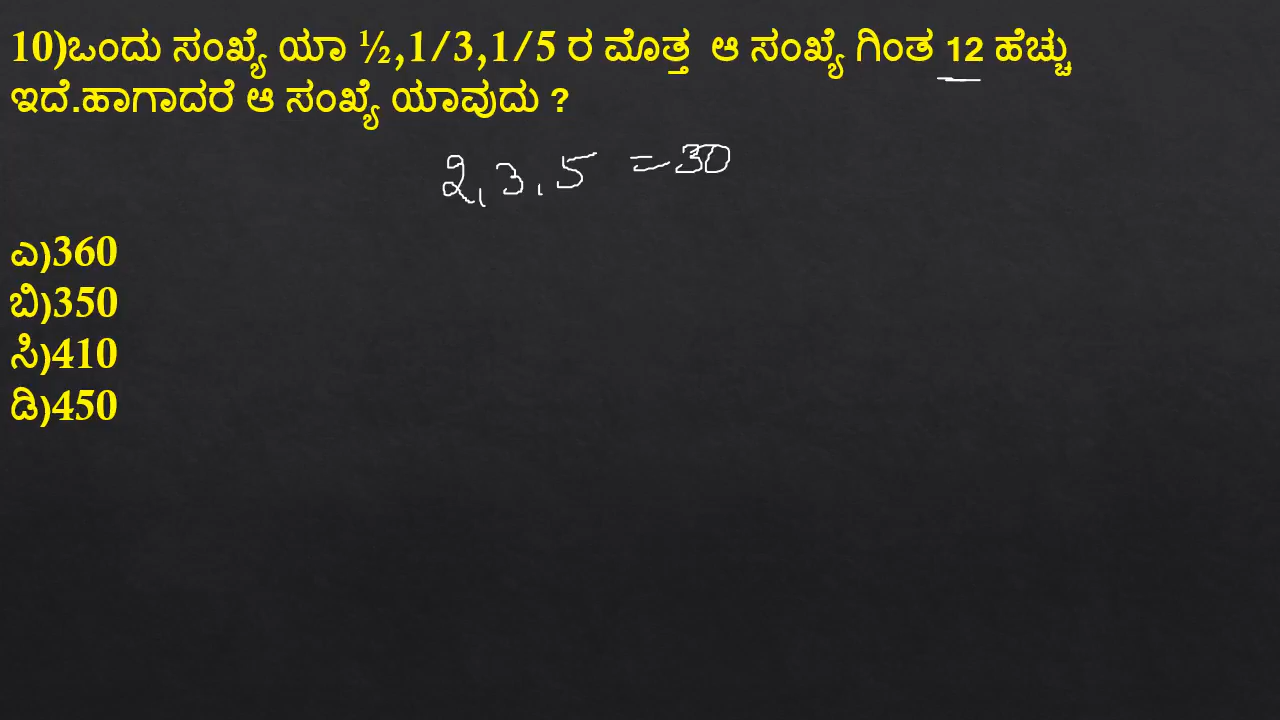 10)ಒಂದು ಸಂಖ್ಯೆ ಯಾ ½,1/3,1/5 ರ ಮೊತ್ತ ಆ ಸಂಖ್ಯೆ ಗಿಂತ 12 ಹೆಚ್ಚು
ಇದೆ.ಹಾಗಾದರೆ ಆ ಸಂಖ್ಯೆ ಯಾವುದು ?
2, 3, 5 = 30
ಎ)360
ಬಿ)350
ಸಿ)410
ಡಿ)450